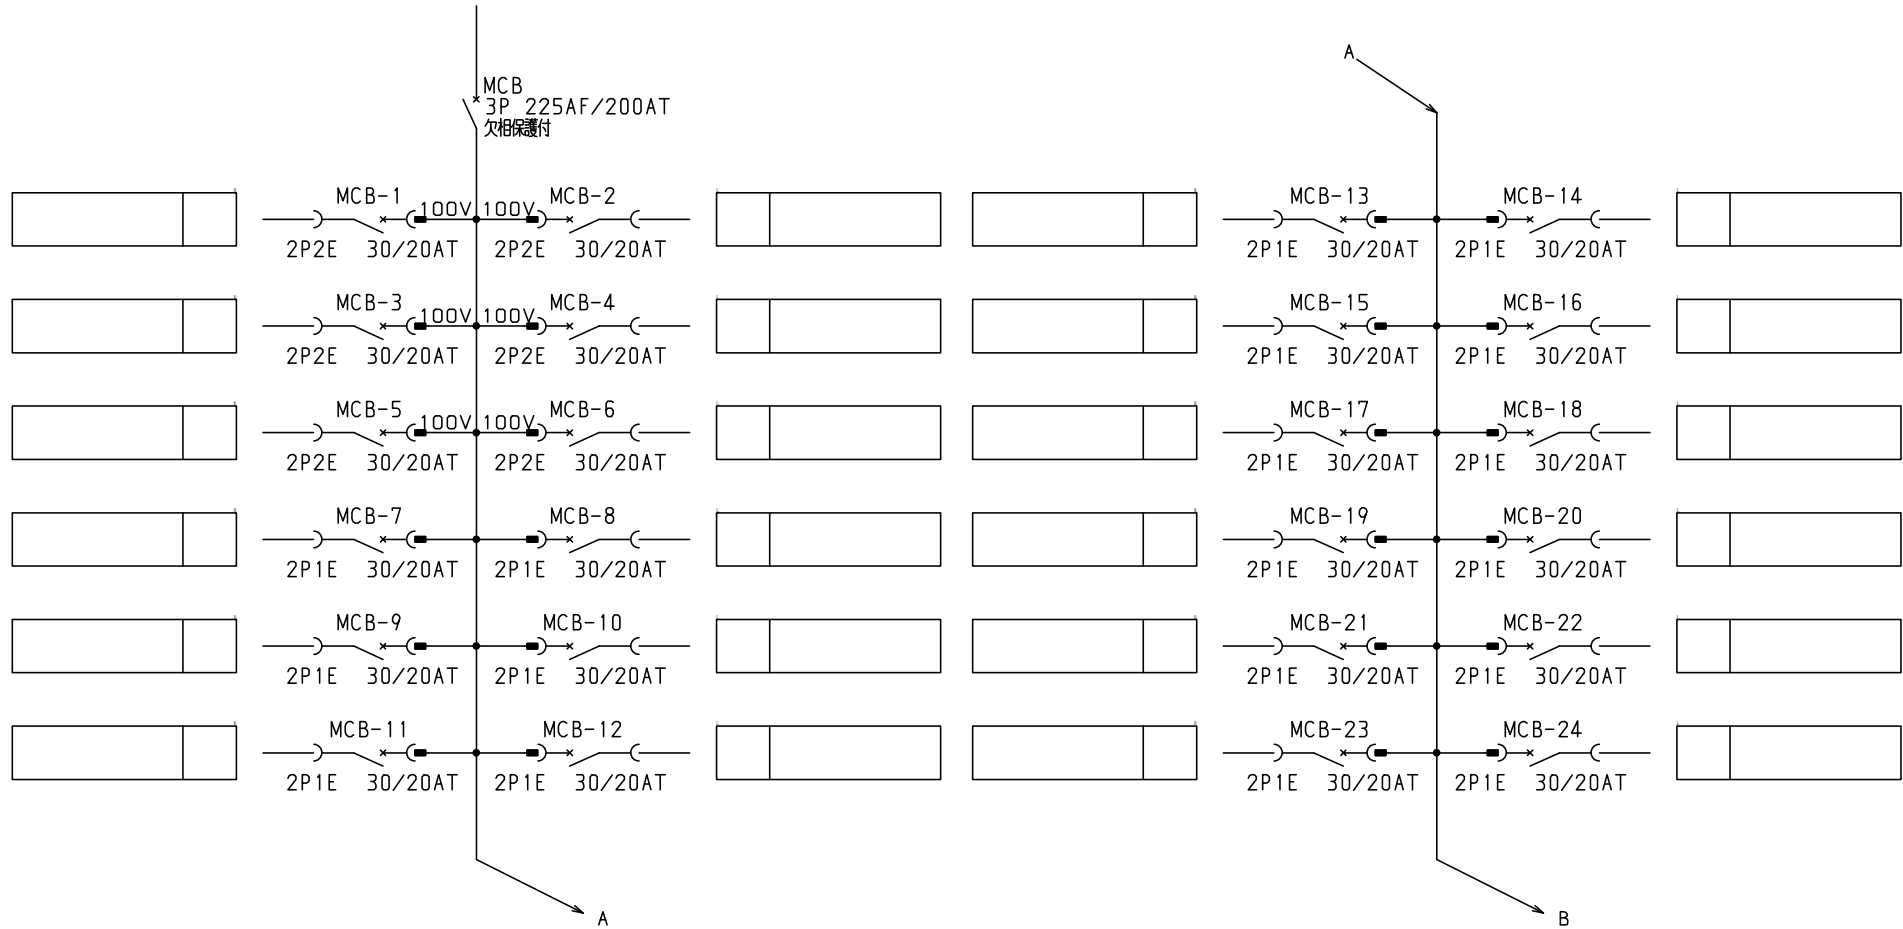 MCB
3P 225AF/200AT
欠相保護付
MCB-1 100V 100V MCB-2
2P2E 30/20AT 2P2E 30/20AT
MCB-3 100V 100V MCB-4
2P2E 30/20AT 2P2E 30/20AT
MCB-5 100V 100V MCB-6
2P2E 30/20AT 2P2E 30/20AT
MCB-7 MCB-8
2P1E 30/20AT 2P1E 30/20AT
MCB-9 MCB-10
2P1E 30/20AT 2P1E 30/20AT
MCB-11 MCB-12
2P1E 30/20AT 2P1E 30/20AT
A
A
MCB-13 MCB-14
2P1E 30/20AT 2P1E 30/20AT
MCB-15 MCB-16
2P1E 30/20AT 2P1E 30/20AT
MCB-17 MCB-18
2P1E 30/20AT 2P1E 30/20AT
MCB-19 MCB-20
2P1E 30/20AT 2P1E 30/20AT
MCB-21 MCB-22
2P1E 30/20AT 2P1E 30/20AT
MCB-23 MCB-24
2P1E 30/20AT 2P1E 30/20AT
B